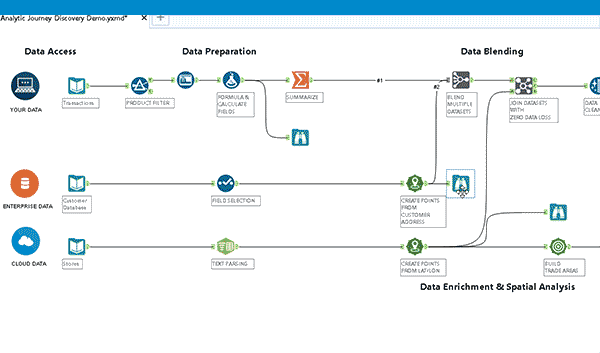 Analytic Journey Discovery Demo.yxmd*
Data Access
Data Preparation
Data Blending
YOUR DATA
Transactions
PRODUCT FILTER
FORMULA &
CALCULATE
FIELDS
SUMMARIZE
#1
#2
BLEND
MULTIPLE
DATASETS
JOIN DATASETS
WITH
ZERO DATA LOSS
DATA
CLEAN
ENTERPRISE DATA
Customer
Database
FIELD SELECTION
CREATE POINTS
FROM
CUSTOMER
ADDRESS
CLOUD DATA
Stores
TEXT PARSING
CREATE POINTS
FROM LAT/LON
BUILD
TRADE AREAS
Data Enrichment & Spatial Analysis